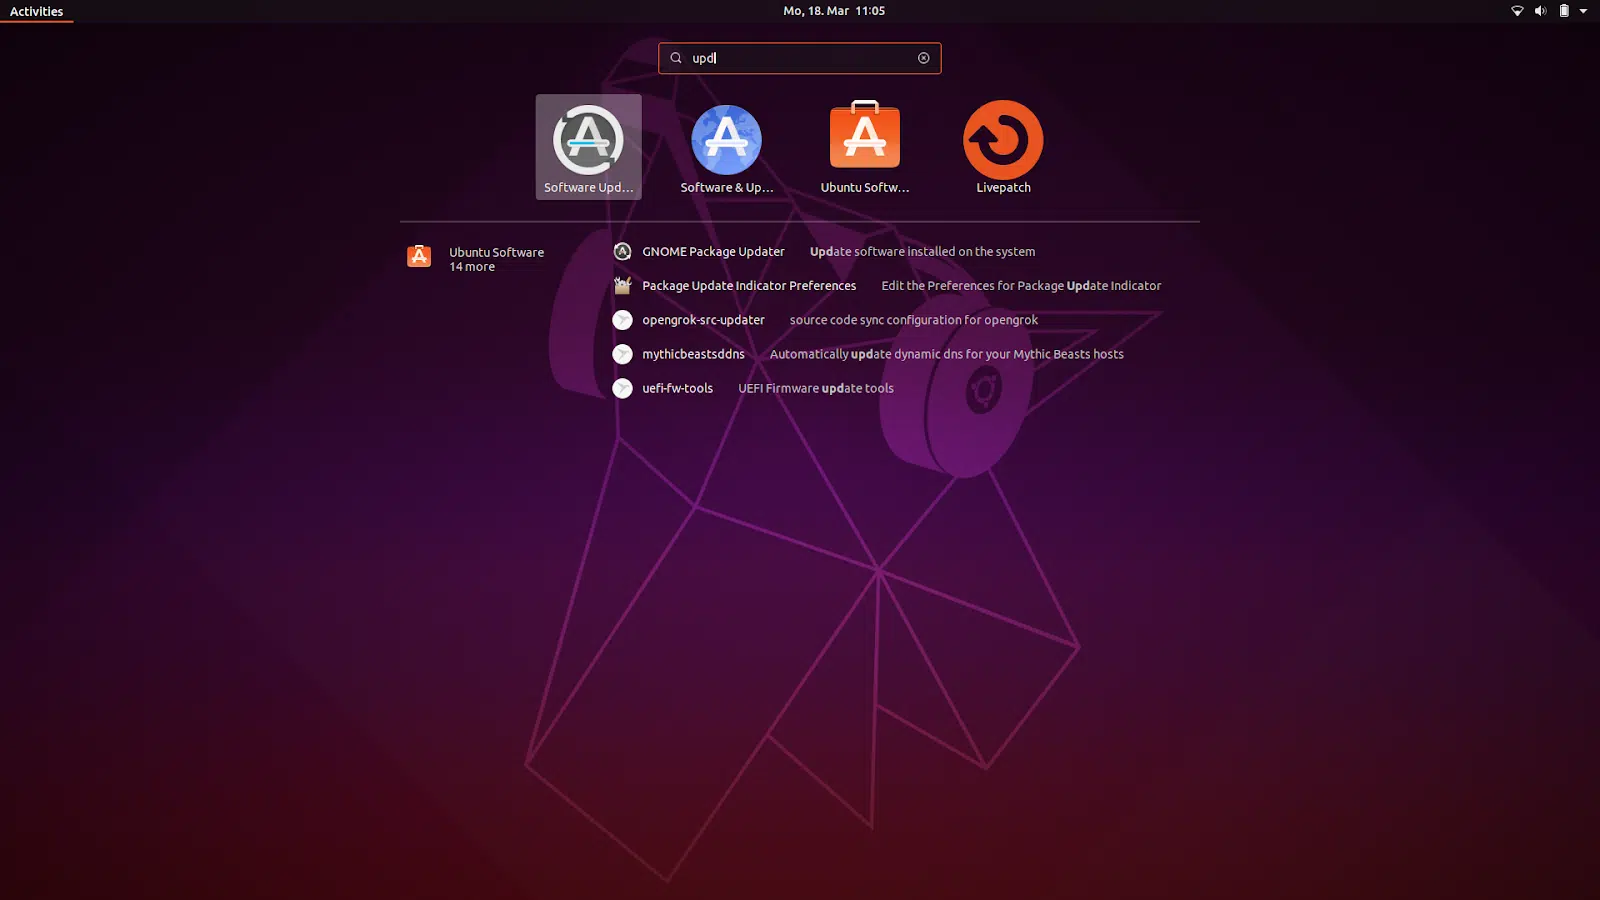 Activities
Mo, 18. Mar 11:05
upd
Software Upd...
Software & Up...
Ubuntu Softw...
Livepatch
Ubuntu Software
14 more
GNOME Package Updater Update software installed on the system
Package Update Indicator Preferences Edit the Preferences for Package Update Indicator
opengrok-src-updater source code sync configuration for opengrok
mythicbeastsddns Automatically update dynamic dns for your Mythic Beasts hosts
uefi-fw-tools UEFI Firmware update tools